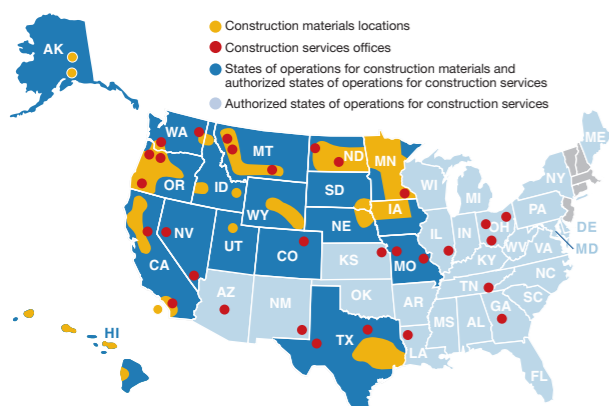 Construction materials locations
Construction services offices
States of operations for construction materials and
authorized states of operations for construction services
Authorized states of operations for construction services
AK
WA
MT
ND
MN
ME
OR
ID
SD
WI
NY
MI
WY
IA
PA
NE
NV
UT
IL
IN
OH
DE
MD
CO
KS
MO
WV
VA
KY
CA
NC
TN
AZ
NM
OK
AR
SC
HI
MS
AL
GA
TX
LA
FL